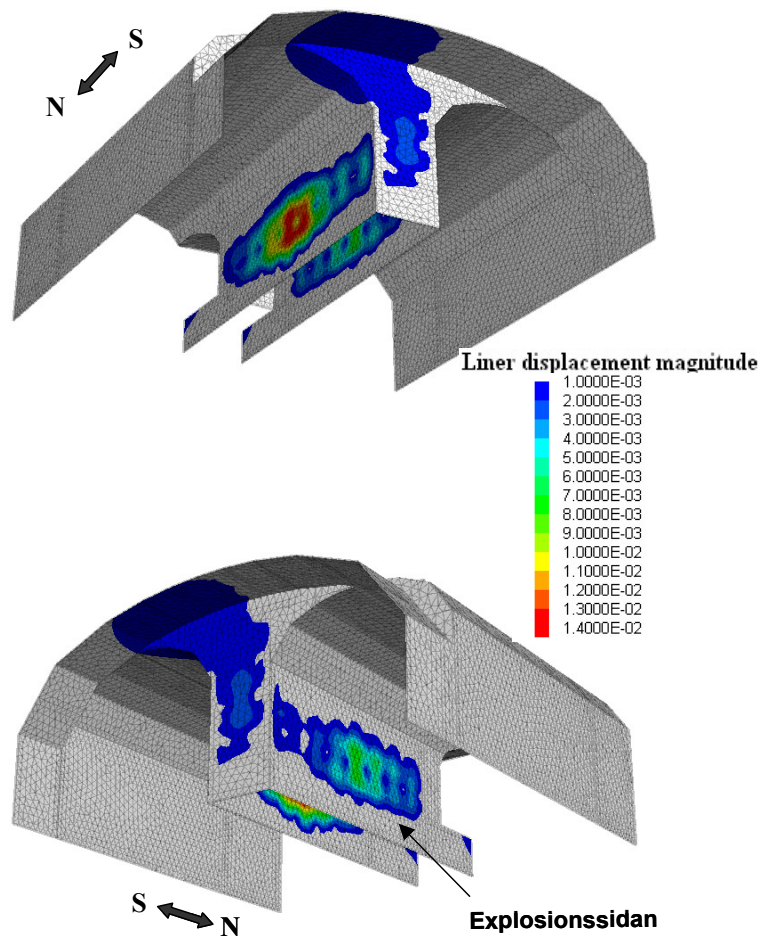 S
N
Liner displacement magnitude
1.0000E-03
2.0000E-03
3.0000E-03
4.0000E-03
5.0000E-03
6.0000E-03
7.0000E-03
8.0000E-03
9.0000E-03
1.0000E-02
1.1000E-02
1.2000E-02
1.3000E-02
1.4000E-02
S
N
Explosionssidan